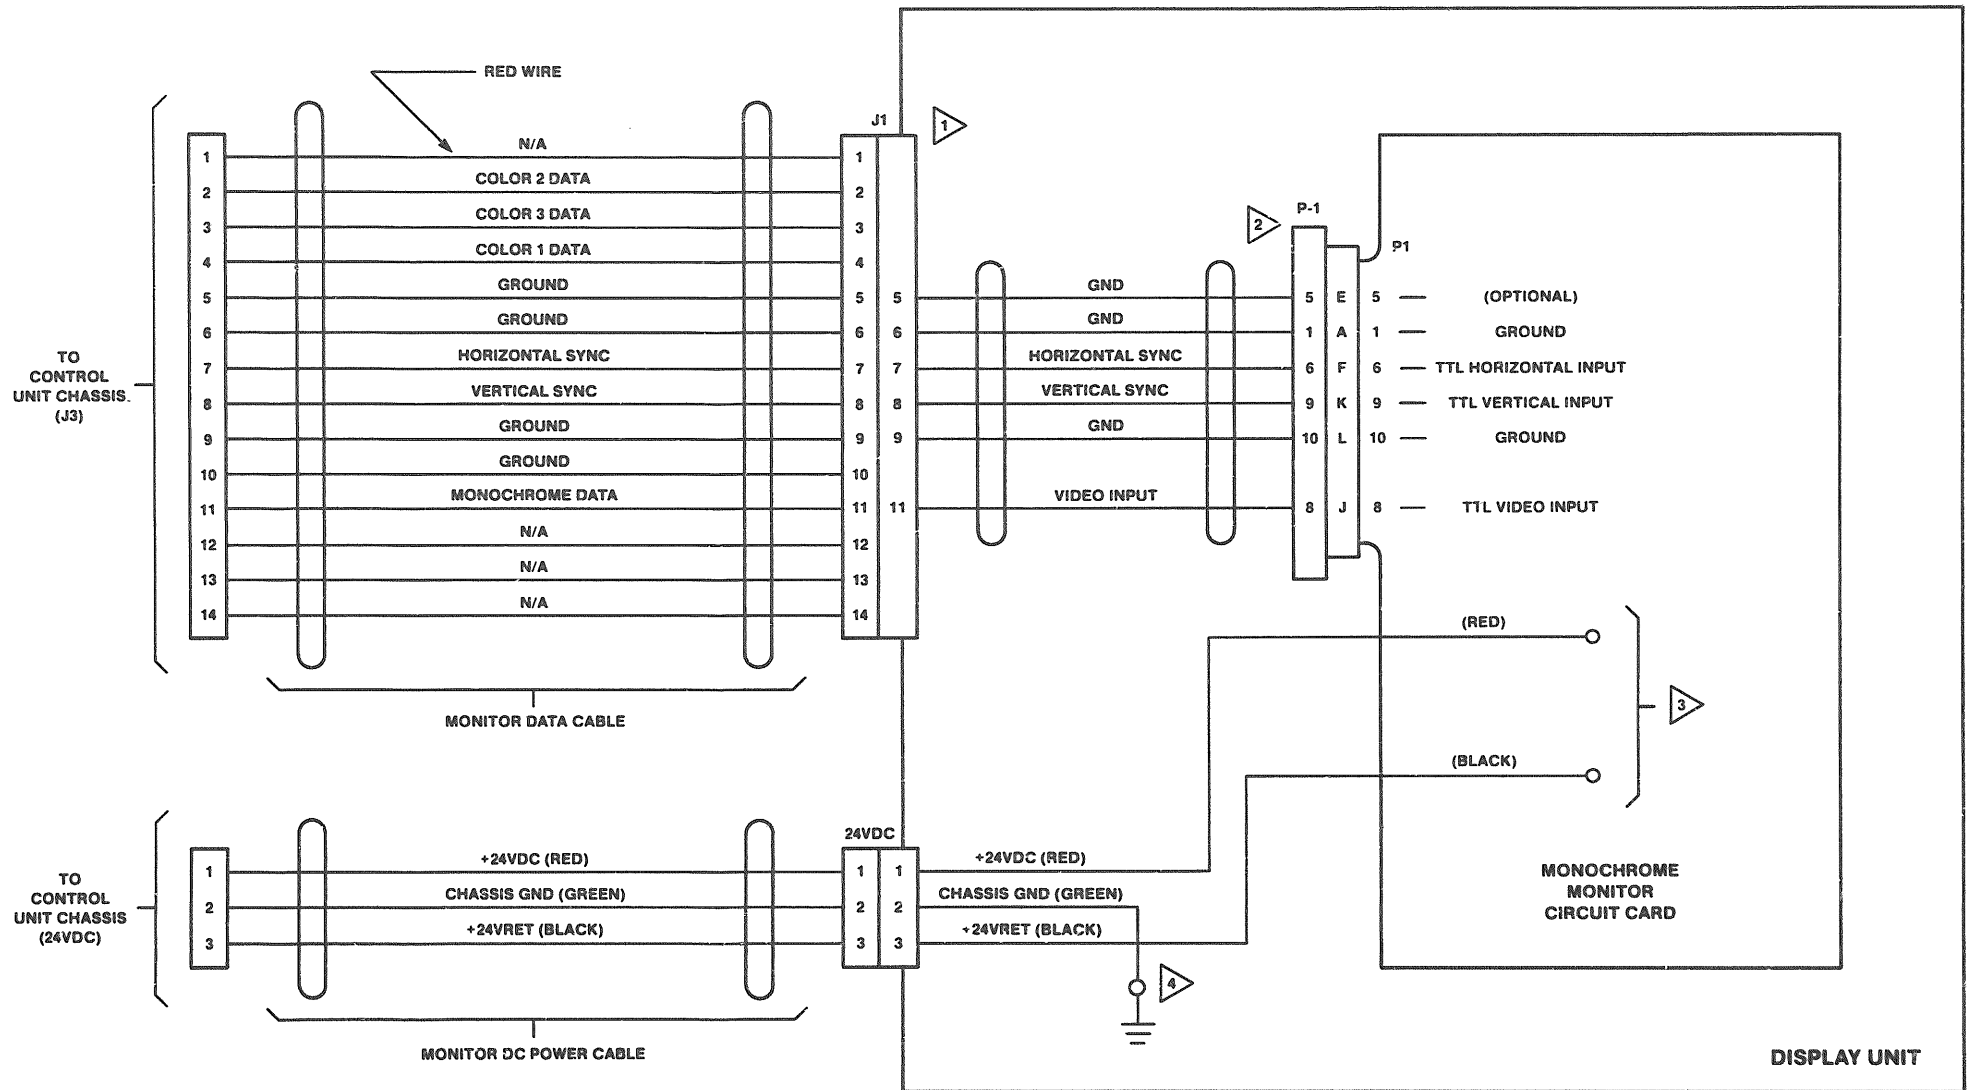 RED WIRE
J1
1
TO
CONTROL
UNIT CHASSIS.
(J3)
1 N/A 1
2 COLOR 2 DATA 2
3 COLOR 3 DATA 3
4 COLOR 1 DATA 4
5 GROUND 5 5 GND 5 E 5 (OPTIONAL)
6 GROUND 6 6 GND 1 A 1 GROUND
7 HORIZONTAL SYNC 7 7 HORIZONTAL SYNC 6 F 6 TTL HORIZONTAL INPUT
8 VERTICAL SYNC 8 8 VERTICAL SYNC 9 K 9 TTL VERTICAL INPUT
9 GROUND 9 9 GND 10 L 10 GROUND
10 GROUND 10
11 MONOCHROME DATA 11 11 VIDEO INPUT 8 J 8 TTL VIDEO INPUT
12 N/A 12
13 N/A 13
14 N/A 14
2
P-1
P1
MONITOR DATA CABLE
(RED)
3
(BLACK)
MONOCHROME
MONITOR
CIRCUIT CARD
TO
CONTROL
UNIT CHASSIS
(24VDC)
24VDC
1 +24VDC (RED) 1 1 +24VDC (RED)
2 CHASSIS GND (GREEN) 2 2 CHASSIS GND (GREEN)
3 +24VRET (BLACK) 3 3 +24VRET (BLACK)
4
MONITOR DC POWER CABLE
DISPLAY UNIT